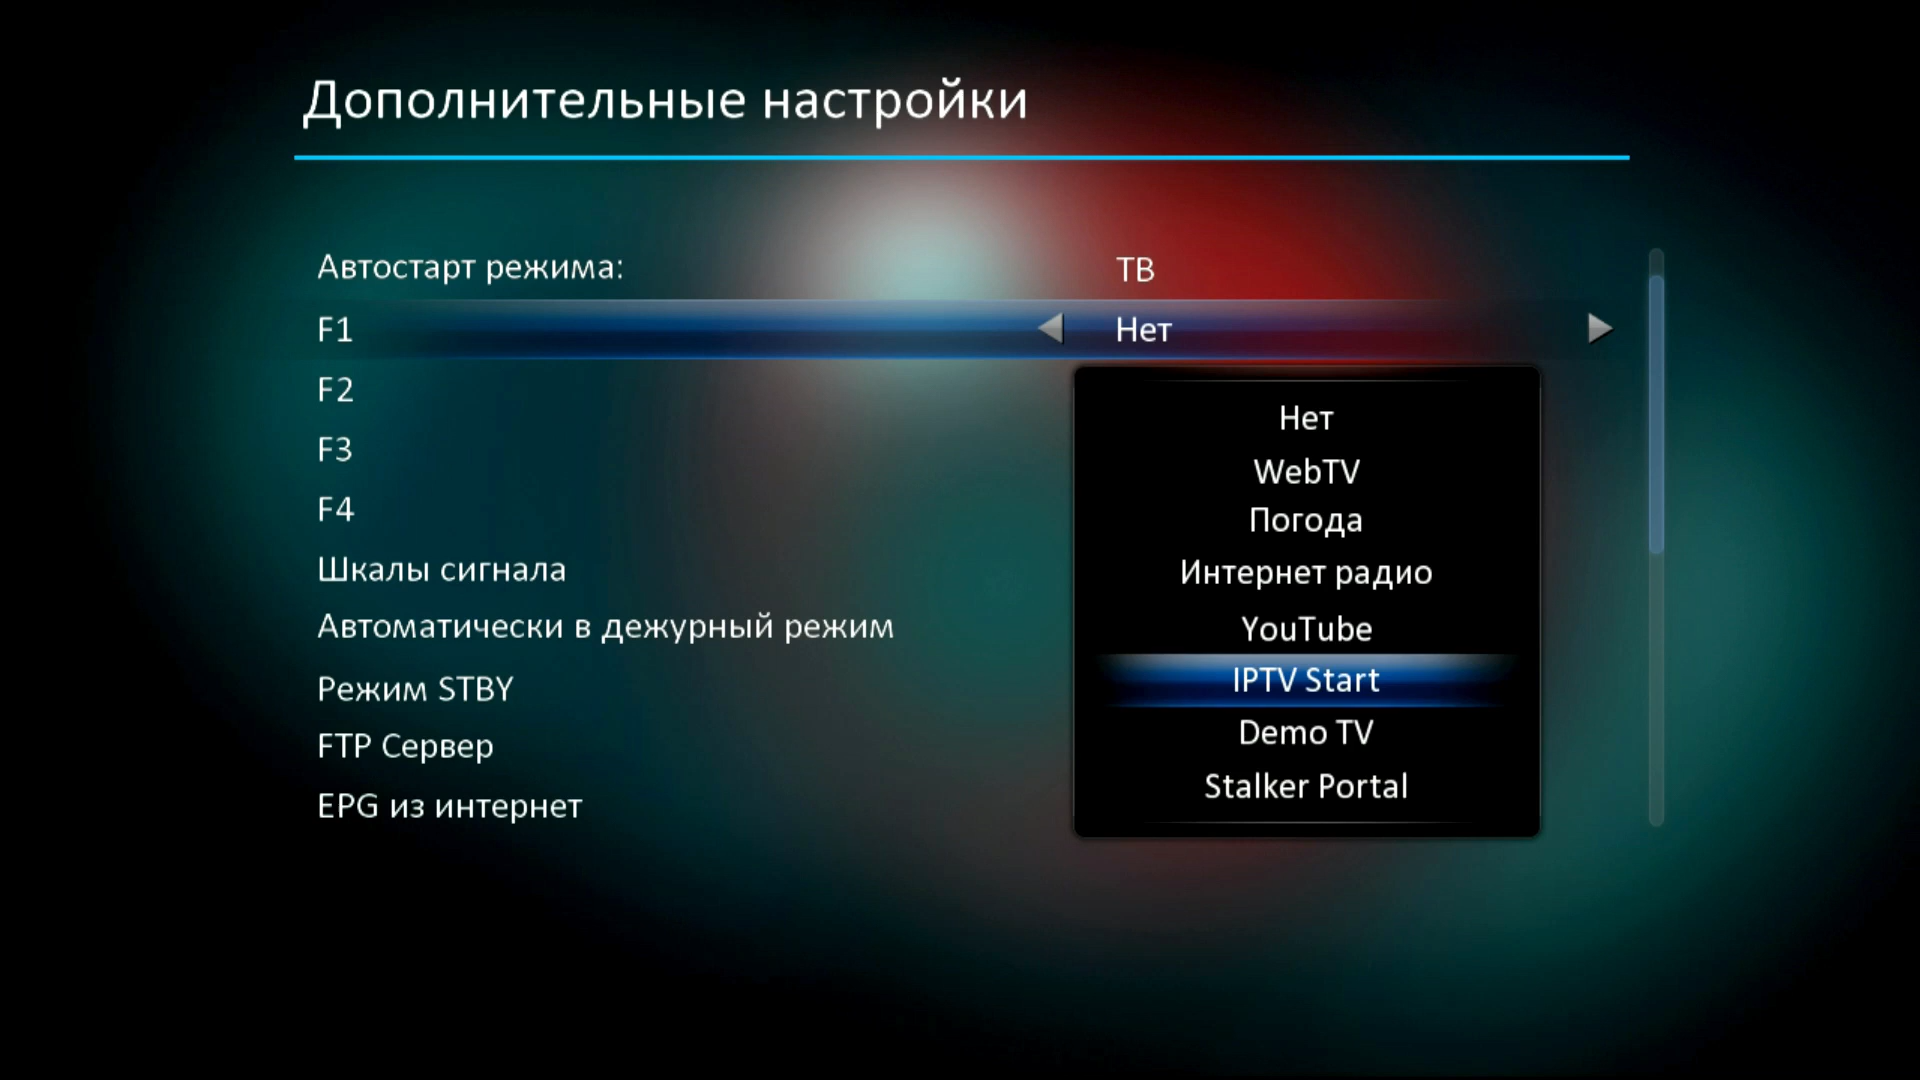 Дополнительные настройки
Автостарт режима: ТВ
F1 Нет
F2
F3
F4
Шкалы сигнала
Автоматически в дежурный режим
Режим STBY
FTP Сервер
EPG из интернет
Нет
WebTV
Погода
Интернет радио
YouTube
IPTV Start
Demo TV
Stalker Portal